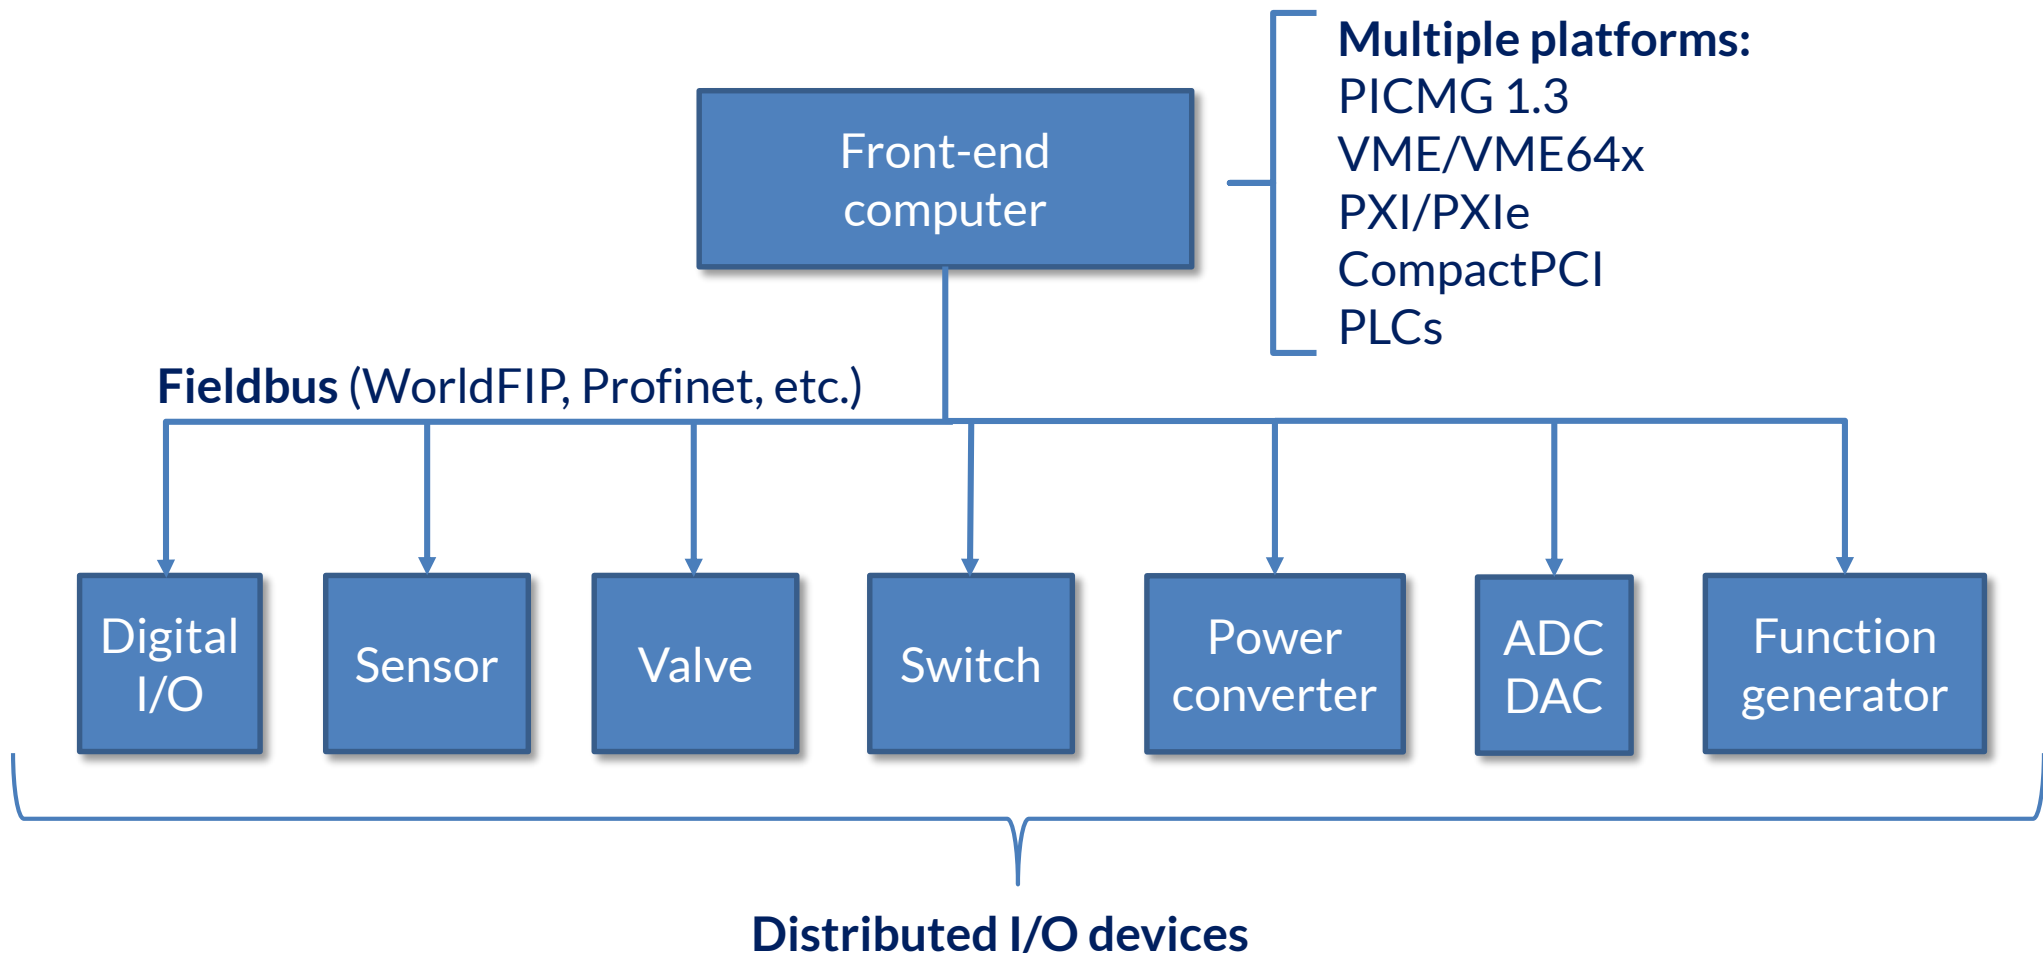 Multiple platforms:
PICMG 1.3
VME/VME64x
PXI/PXIe
CompactPCI
PLCs
Front-end
computer
Fieldbus (WorldFIP, Profinet, etc.)
Digital
I/O
Sensor
Valve
Switch
Power
converter
ADC
DAC
Function
generator
Distributed I/O devices